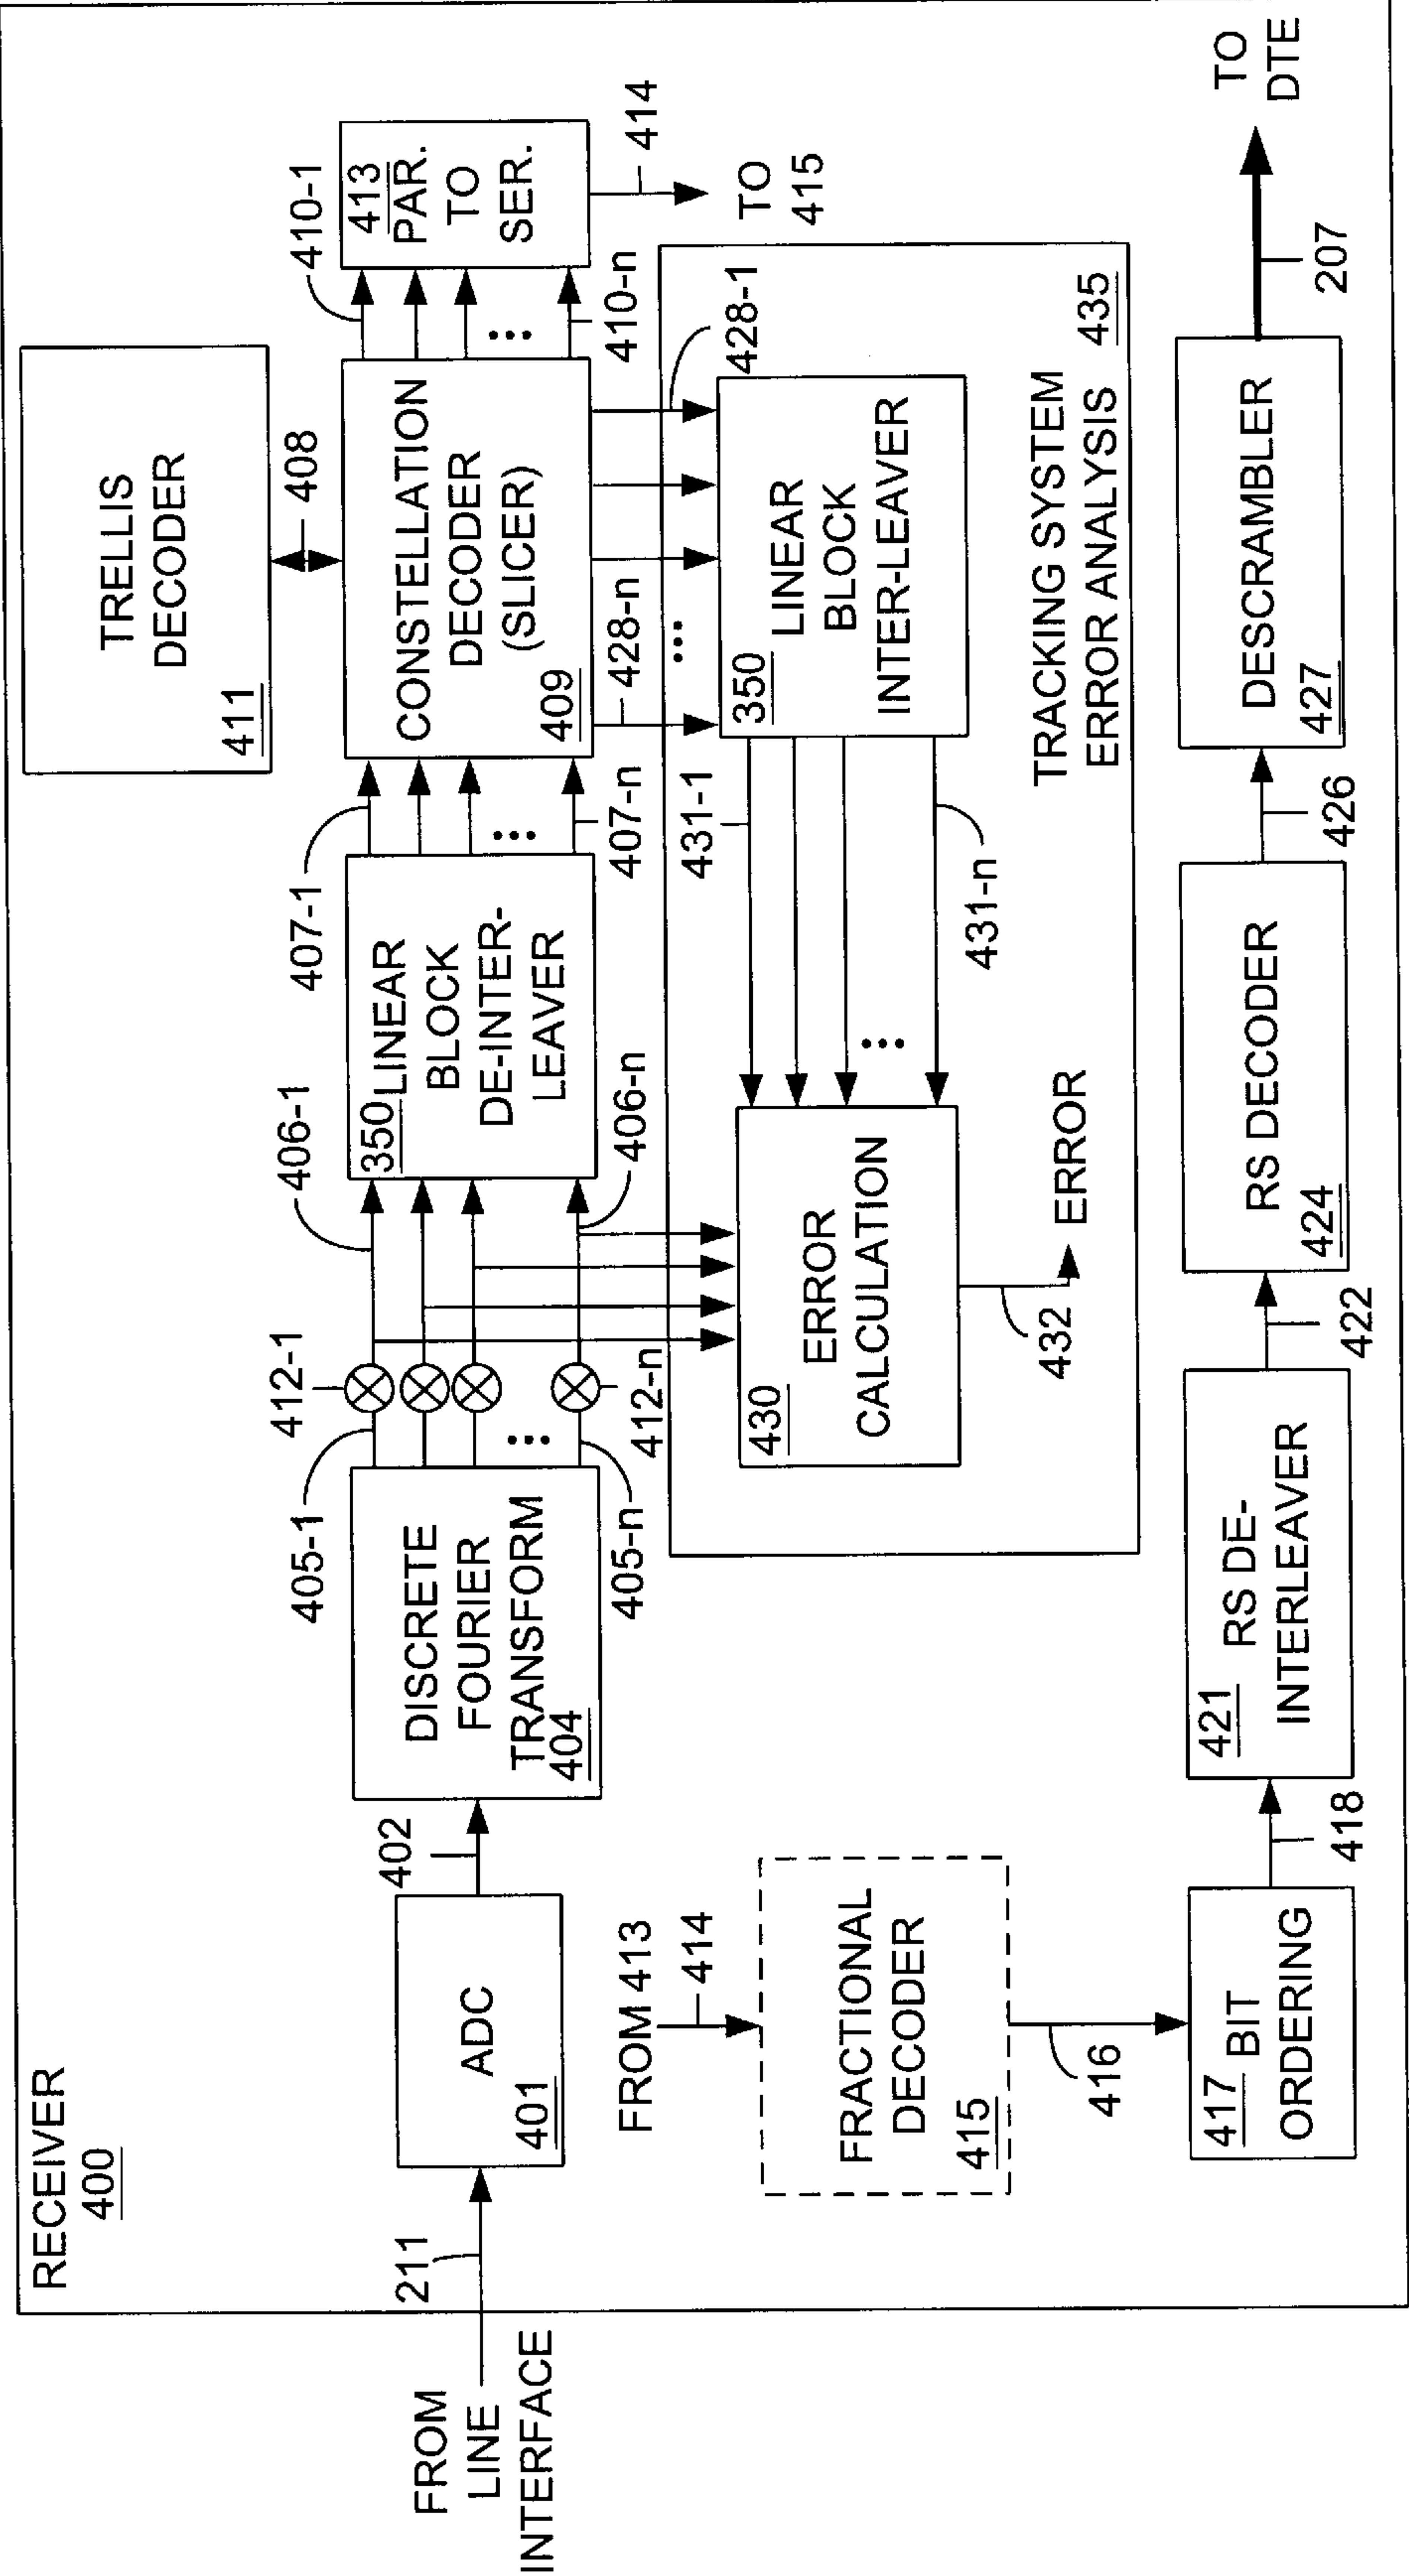 RECEIVER
400
FROM
LINE
INTERFACE
211
ADC
401
402
DISCRETE
FOURIER
TRANSFORM
404
405-1
405-n
412-1
412-n
406-1
406-n
350 LINEAR
BLOCK
DE-INTER-
LEAVER
407-1
407-n
CONSTELLATION
DECODER
(SLICER)
409
408
TRELLIS
DECODER
411
410-1
410-n
413
PAR.
TO
SER.
414
TO
415
428-n
428-1
350
LINEAR
BLOCK
INTER-LEAVER
431-1
431-n
430
ERROR
CALCULATION
432
ERROR
TRACKING SYSTEM
ERROR ANALYSIS 435
FROM 413
414
FRACTIONAL
DECODER
415
416
417 BIT
ORDERING
418
421 RS DE-
INTERLEAVER
422
RS DECODER
424
426
DESCRAMBLER
427
207
TO
DTE